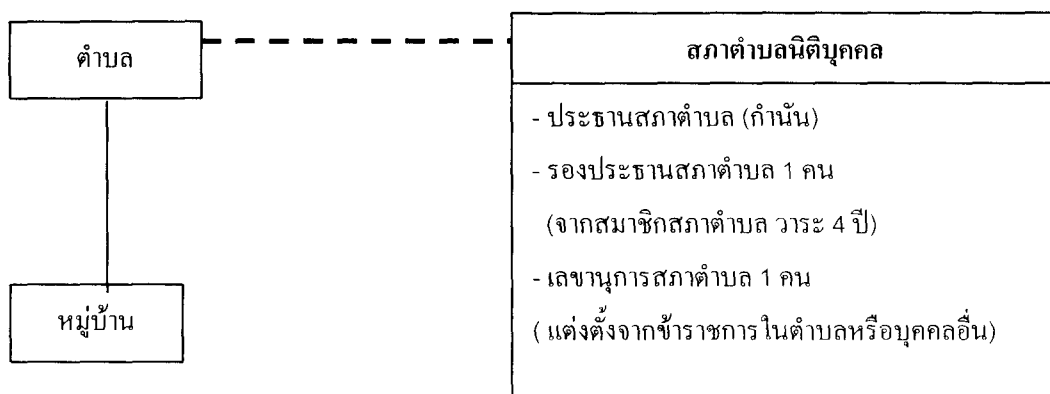 ตำบล
สภาตำบลนิติบุคคล
- ประธานสภาตำบล (กำนัน)
- รองประธานสภาตำบล 1 คน
(จากสมาชิกสภาตำบล วาระ 4 ปี)
- เลขานุการสภาตำบล 1 คน
( แต่งตั้งจากข้าราชการในตำบลหรือบุคคลอื่น)
หมู่บ้าน